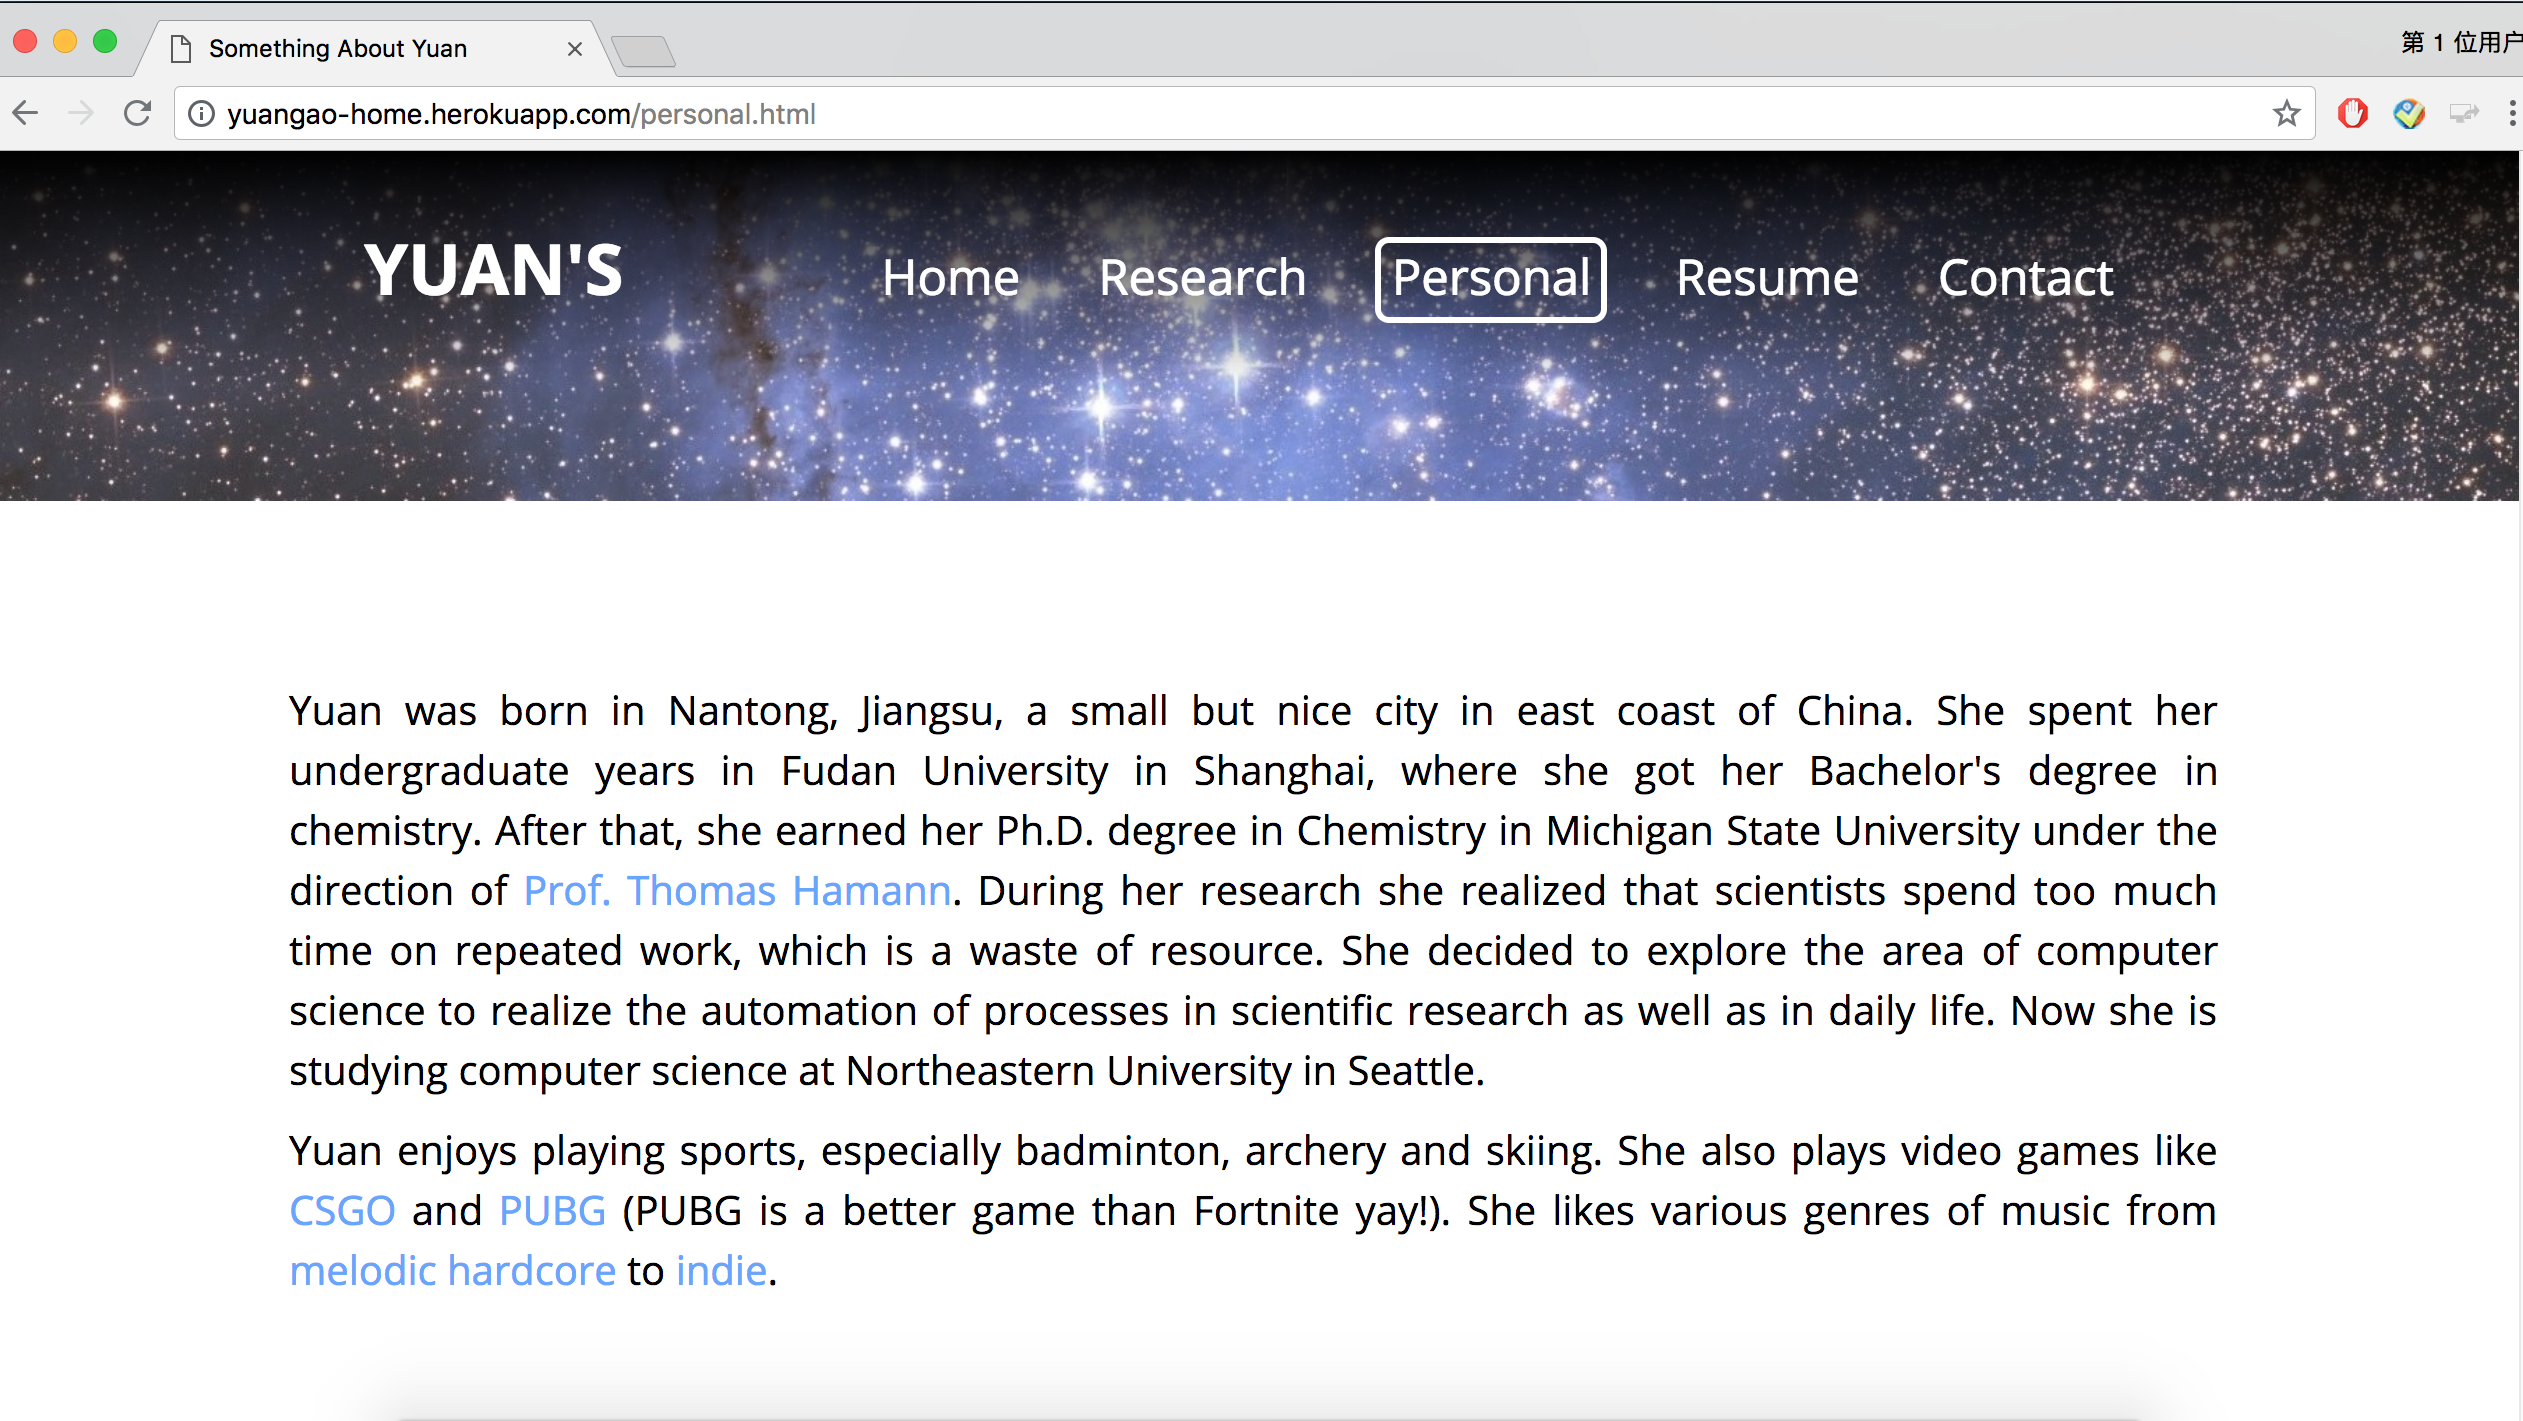 Something About Yuan
第 1 位用户
yuangao-home.herokuapp.com/personal.html
YUAN'S Home Research Personal Resume Contact
Yuan was born in Nantong, Jiangsu, a small but nice city in east coast of China. She spent her
undergraduate years in Fudan University in Shanghai, where she got her Bachelor's degree in
chemistry. After that, she earned her Ph.D. degree in Chemistry in Michigan State University under the
direction of Prof. Thomas Hamann. During her research she realized that scientists spend too much
time on repeated work, which is a waste of resource. She decided to explore the area of computer
science to realize the automation of processes in scientific research as well as in daily life. Now she is
studying computer science at Northeastern University in Seattle.
Yuan enjoys playing sports, especially badminton, archery and skiing. She also plays video games like
CSGO and PUBG (PUBG is a better game than Fortnite yay!). She likes various genres of music from
melodic hardcore to indie.